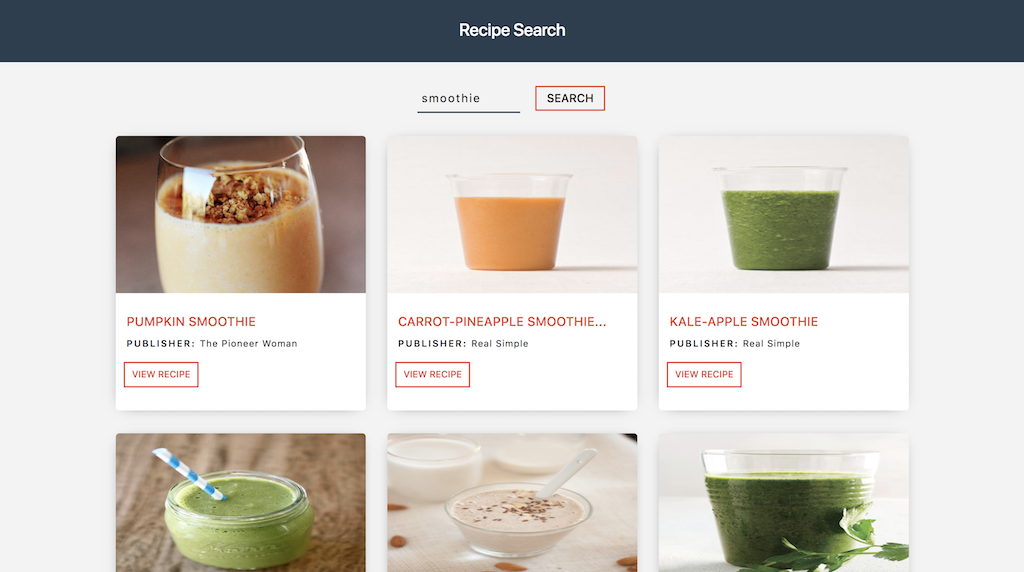 Recipe Search
smoothie
SEARCH
PUMPKIN SMOOTHIE
PUBLISHER: The Pioneer Woman
VIEW RECIPE
CARROT-PINEAPPLE SMOOTHIE...
PUBLISHER: Real Simple
VIEW RECIPE
KALE-APPLE SMOOTHIE
PUBLISHER: Real Simple
VIEW RECIPE